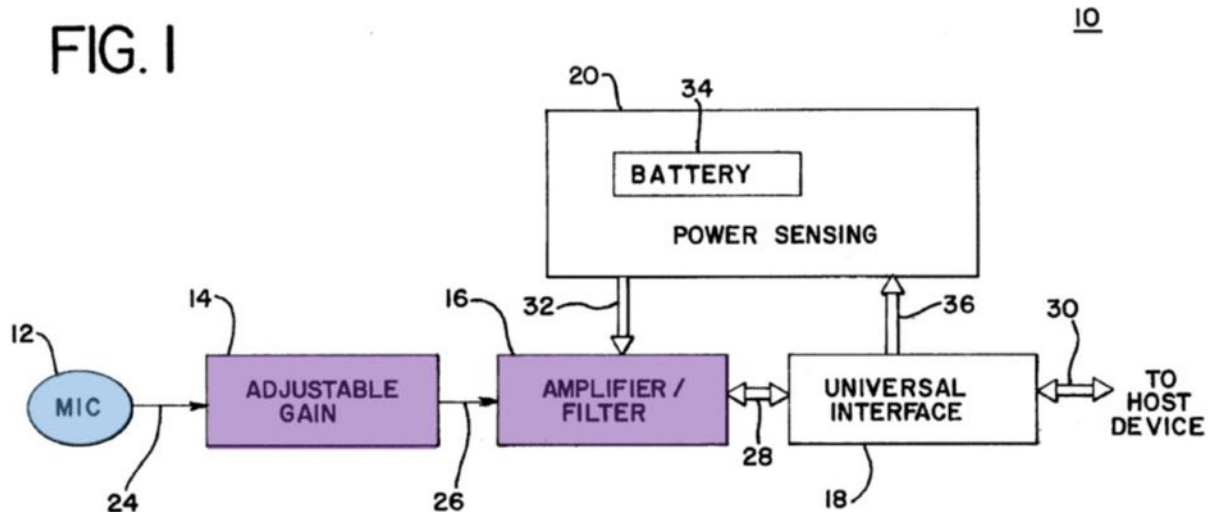 FIG. 1
10
20
34
BATTERY
POWER SENSING
14
16
32
36
30
12
MIC
ADJUSTABLE
GAIN
AMPLIFIER /
FILTER
UNIVERSAL
INTERFACE
TO
HOST
DEVICE
24
26
28
18